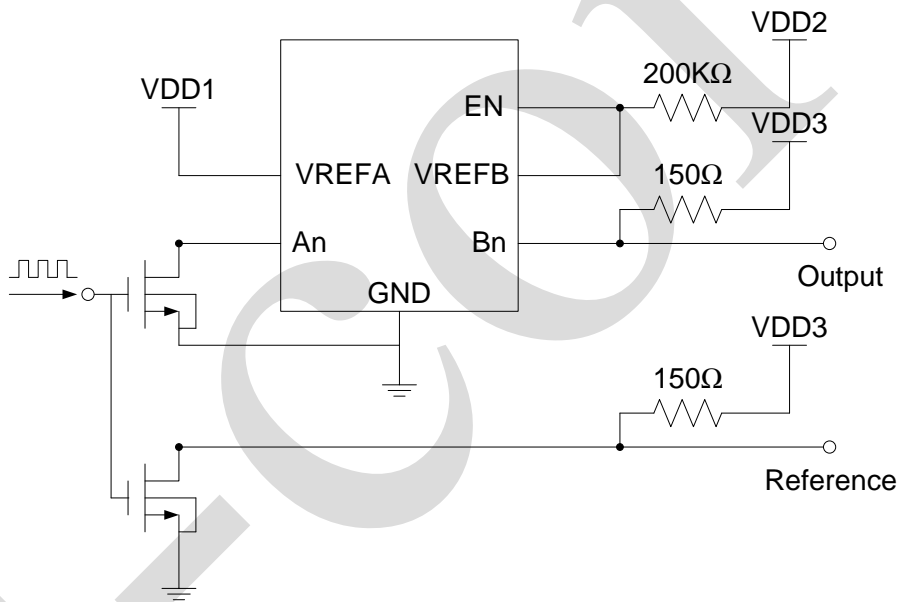 VDD2
200KΩ
VDD1
EN
VDD3
VREFA
VREFB
150Ω
An
Bn
Output
GND
VDD3
150Ω
Reference